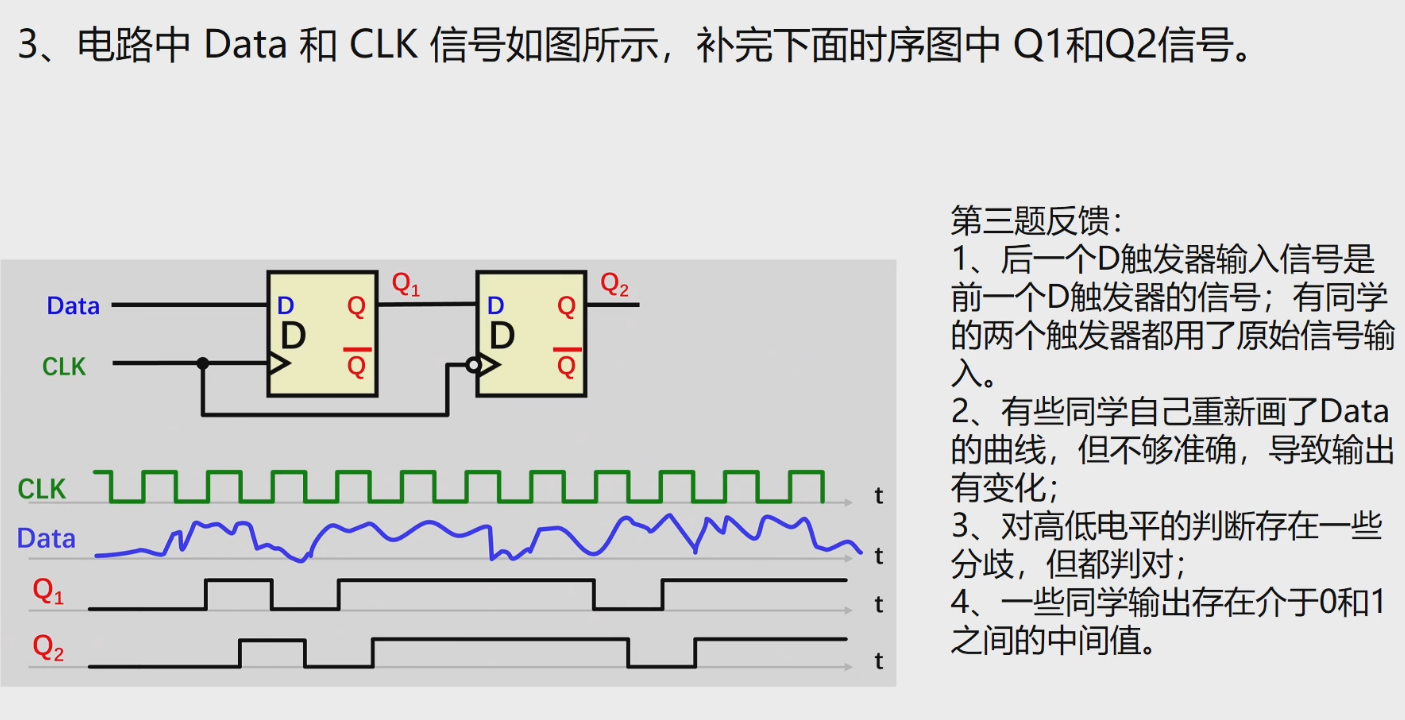 3、电路中 Data 和 CLK 信号如图所示，补完下面时序图中 Q1和Q2信号。
第三题反馈：
1、后一个D触发器输入信号是
前一个D触发器的信号；有同学
的两个触发器都用了原始信号输
入。
2、有些同学自己重新画了Data
的曲线，但不够准确，导致输出
有变化；
3、对高低电平的判断存在一些
分歧，但都判对；
4、一些同学输出存在介于0和1
之间的中间值。
Data D Q Q1 D Q Q2
D D
CLK Q Q
CLK t
Data t
Q1 t
Q2 t